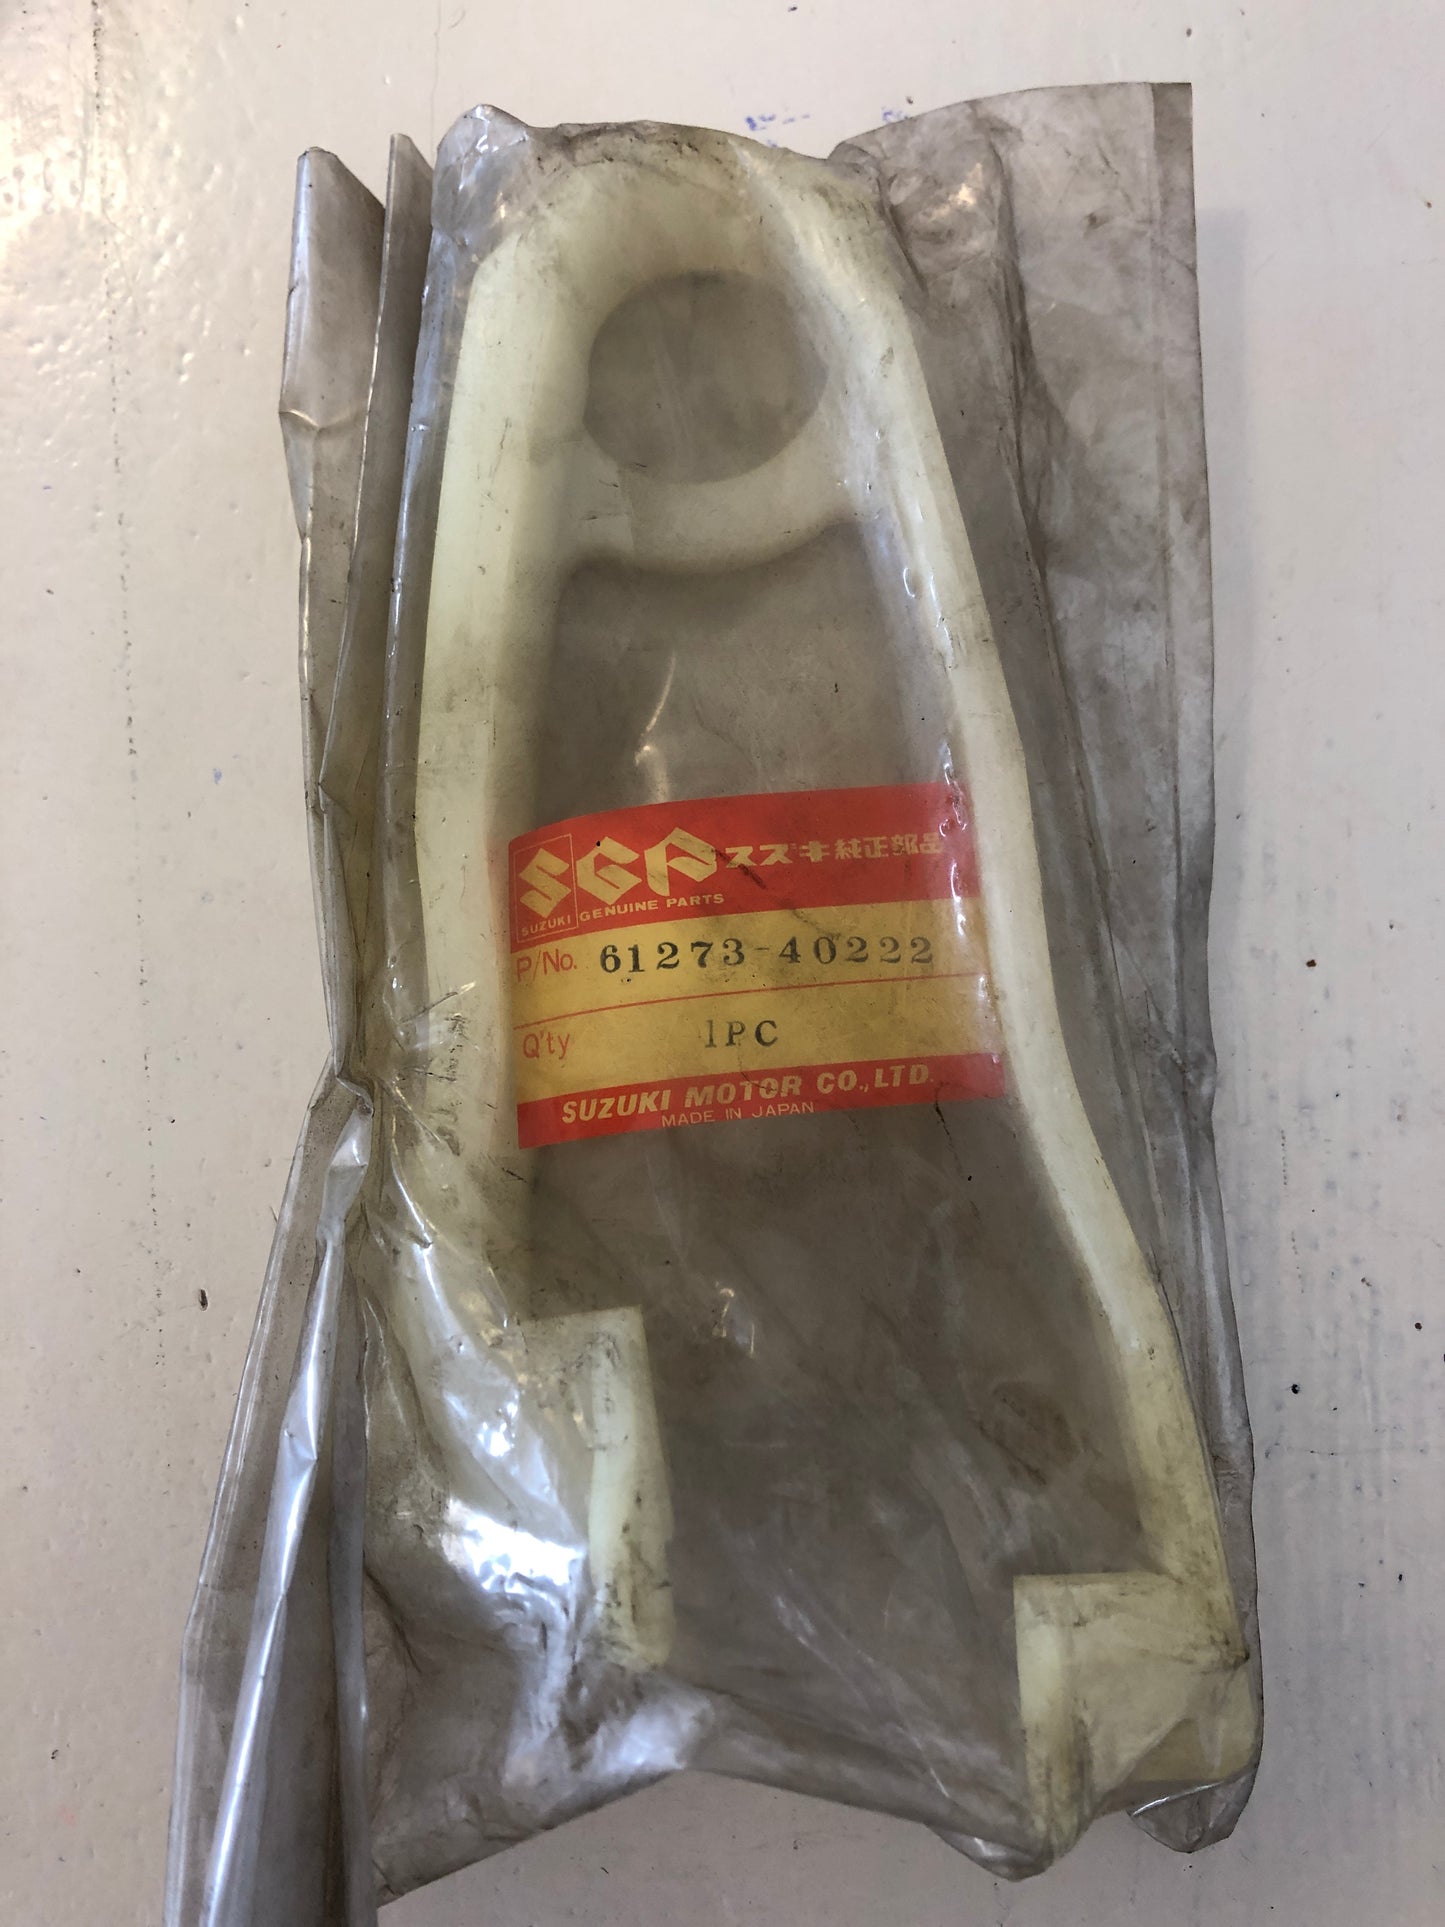 SGP スズキ純正部品
SUZUKI GENUINE PARTS
P/No. 61273-40222
Q'ty 1PC
SUZUKI MOTOR CO.,LTD.
MADE IN JAPAN